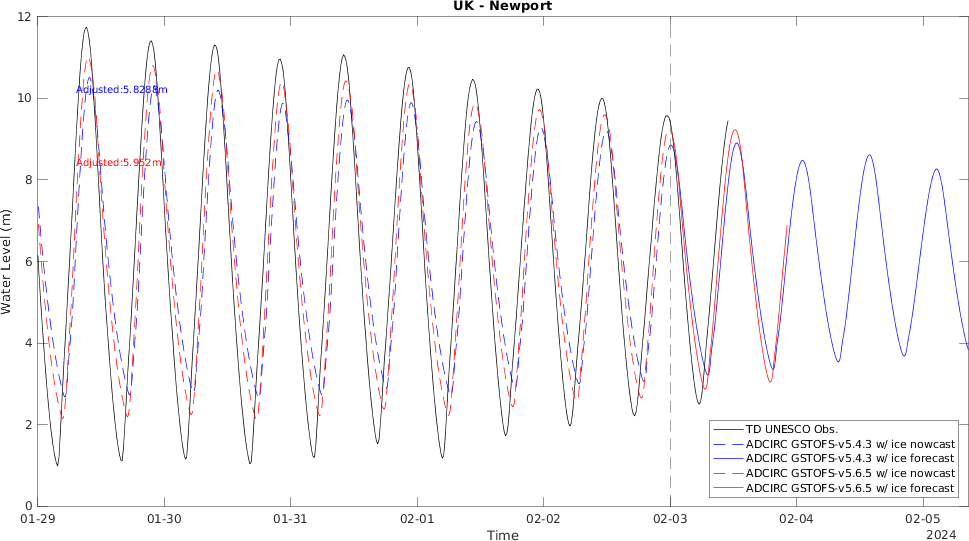 UK - Newport
12
10
8
6
4
2
0
Water Level (m)
Adjusted:5.8288m
Adjusted:5.952m
TD UNESCO Obs.
ADCIRC GSTOFS-v5.4.3 w/ ice nowcast
ADCIRC GSTOFS-v5.4.3 w/ ice forecast
ADCIRC GSTOFS-v5.6.5 w/ ice nowcast
ADCIRC GSTOFS-v5.6.5 w/ ice forecast
01-29 01-30 01-31 02-01 02-02 02-03 02-04 02-05
Time
2024